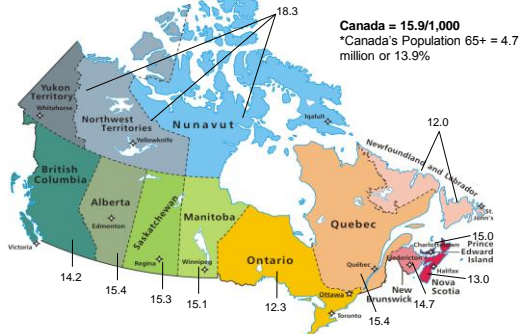 18.3
Canada = 15.9/1,000
*Canada's Population 65+ = 4.7
million or 13.9%
Yukon
Territory
Whitehorse
Northwest
Territories
Yellowknife
Nunavut
Iqaluit
12.0
Newfoundland and Labrador
St.
John's
British
Columbia
Victoria
Alberta
Edmonton
Saskatchewan
Regina
Manitoba
Winnipeg
Ontario
Ottawa
Toronto
Quebec
Québec
15.0
Charlottetown
Prince
Edward
Island
Fredericton
Halifax
13.0
Nova Scotia
New
Brunswick
14.7
14.2
15.4
15.3
15.1
12.3
15.4